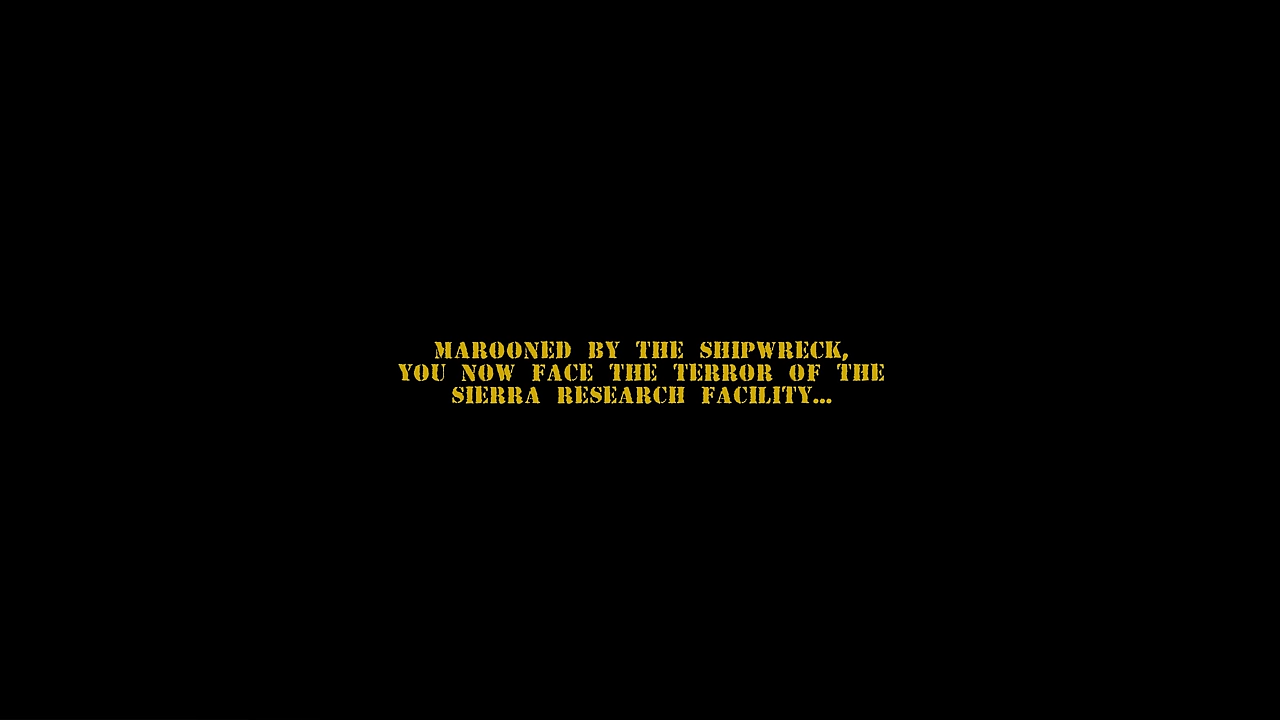 MAROONED BY THE SHIPWRECK,
YOU NOW FACE THE TERROR OF THE
SIERRA RESEARCH FACILITY...